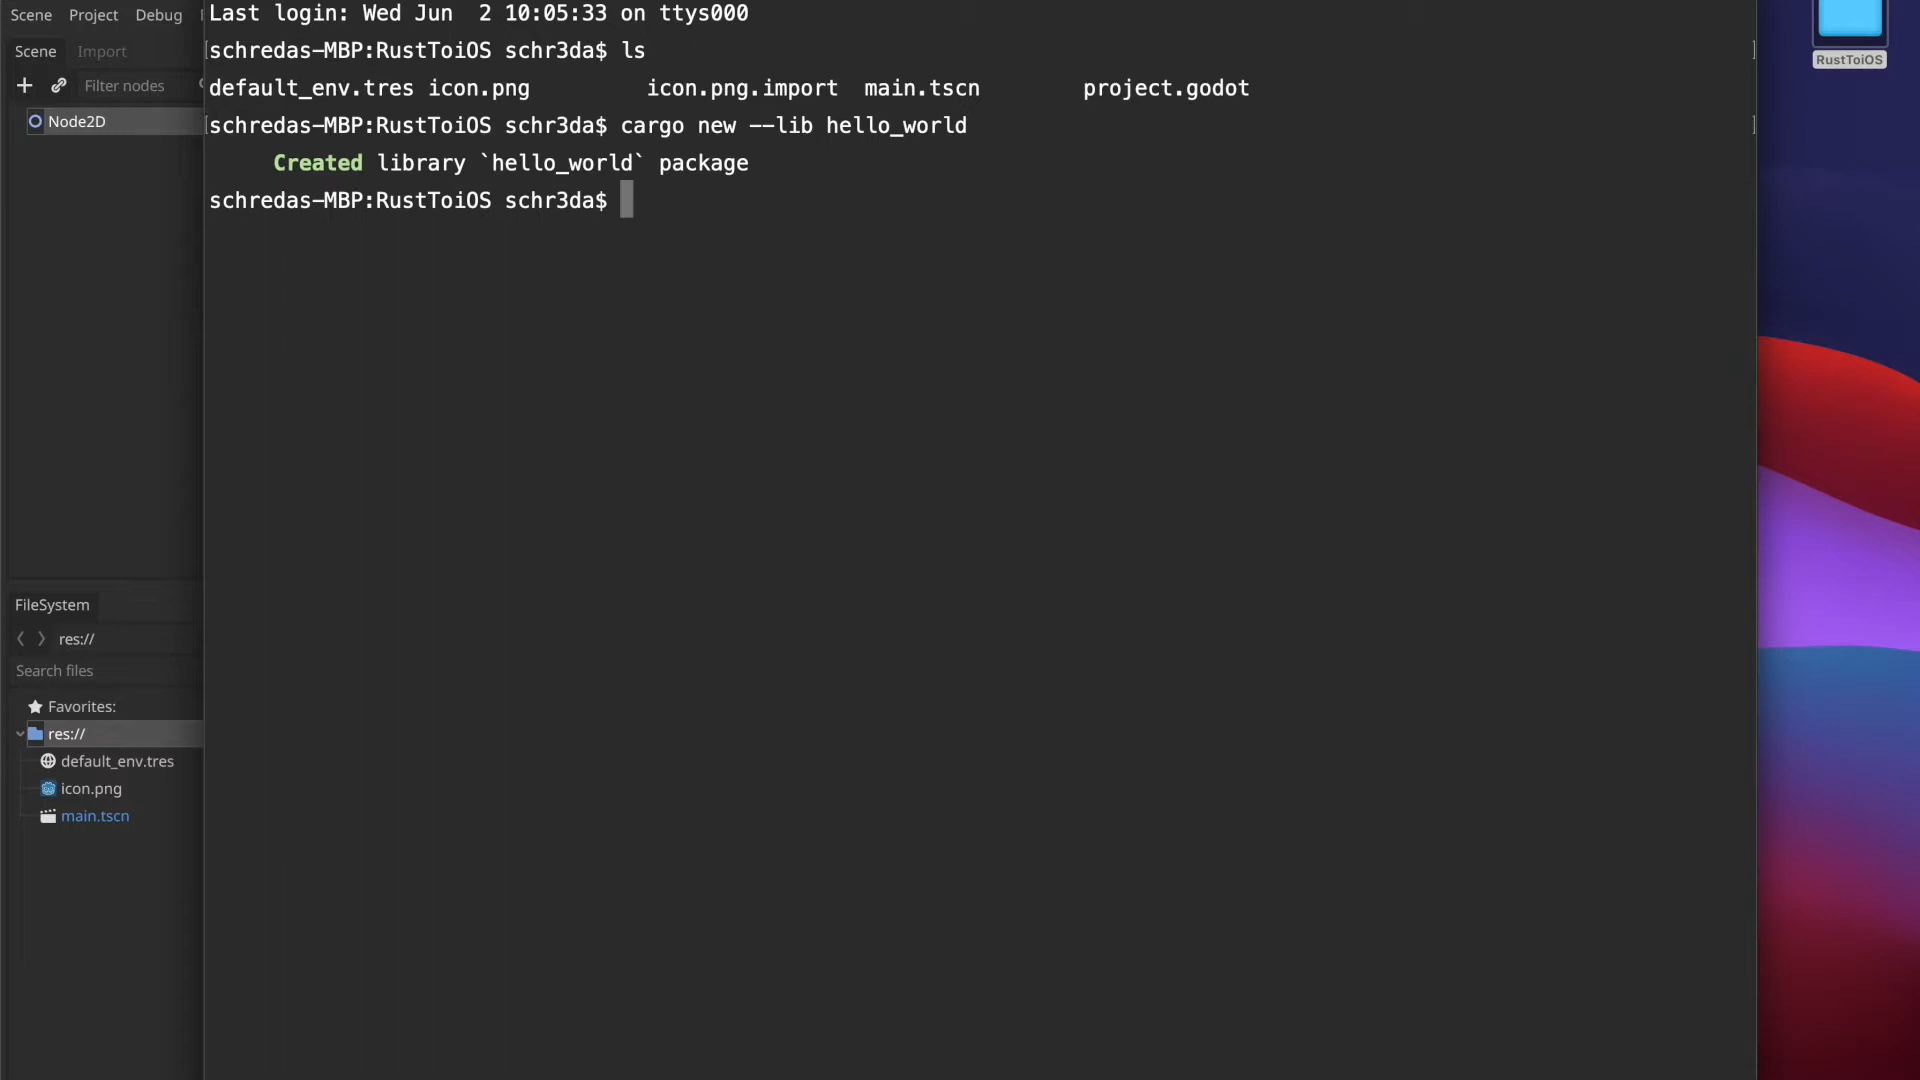 Scene Project Debug
Scene Import
Filter nodes
Node2D
Last login: Wed Jun  2 10:05:33 on ttys000
[schredas-MBP:RustToiOS schr3da$ ls ]
default_env.tres icon.png icon.png.import main.tscn project.godot
[schredas-MBP:RustToiOS schr3da$ cargo new --lib hello_world ]
Created library `hello_world` package
schredas-MBP:RustToiOS schr3da$
RustToiOS
FileSystem
res://
Search files
Favorites:
res://
default_env.tres
icon.png
main.tscn